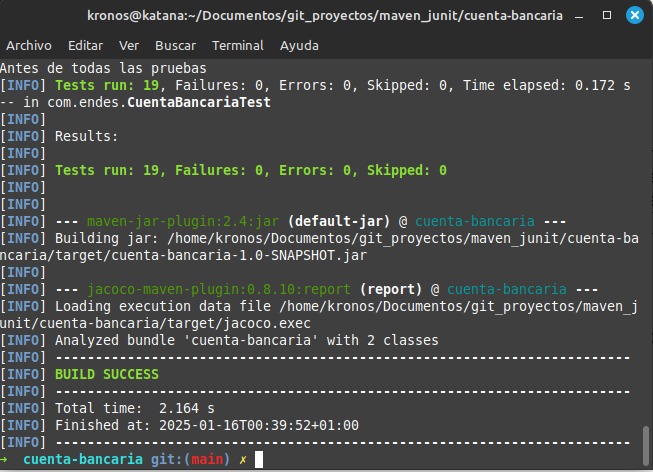 kronos@katana:~/Documentos/git_proyectos/maven_junit/cuenta-bancaria
Archivo Editar Ver Buscar Terminal Ayuda
Antes de todas las pruebas
[INFO] Tests run: 19, Failures: 0, Errors: 0, Skipped: 0, Time elapsed: 0.172 s
-- in com.endes.CuentaBancariaTest
[INFO]
[INFO] Results:
[INFO]
[INFO] Tests run: 19, Failures: 0, Errors: 0, Skipped: 0
[INFO]
[INFO]
[INFO] --- maven-jar-plugin:2.4:jar (default-jar) @ cuenta-bancaria ---
[INFO] Building jar: /home/kronos/Documentos/git_proyectos/maven_junit/cuenta-ba
ncaria/target/cuenta-bancaria-1.0-SNAPSHOT.jar
[INFO]
[INFO] --- jacoco-maven-plugin:0.8.10:report (report) @ cuenta-bancaria ---
[INFO] Loading execution data file /home/kronos/Documentos/git_proyectos/maven_j
unit/cuenta-bancaria/target/jacoco.exec
[INFO] Analyzed bundle 'cuenta-bancaria' with 2 classes
[INFO] ------------------------------------------------------------------------
[INFO] BUILD SUCCESS
[INFO] ------------------------------------------------------------------------
[INFO] Total time:  2.164 s
[INFO] Finished at: 2025-01-16T00:39:52+01:00
[INFO] ------------------------------------------------------------------------
→  cuenta-bancaria git:(main) ✗